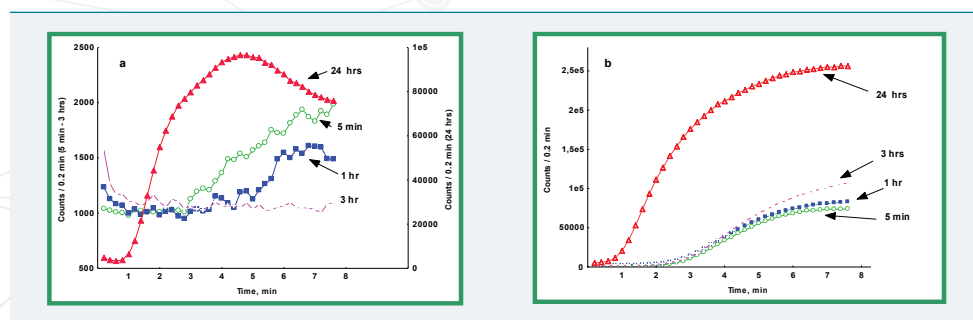 a
2500
2000
1500
1000
500
Counts / 0.2 min (5 min - 3 hrs)
1e5
80000
60000
40000
20000
0
Counts / 0.2 min (24 hrs)
24 hrs
5 min
1 hr
3 hr
1 2 3 4 5 6 7 8
Time, min
b
2,5e5
2e5
1,5e5
1e5
50000
0
Counts / 0.2 min
24 hrs
3 hrs
1 hr
5 min
1 2 3 4 5 6 7 8
Time, min